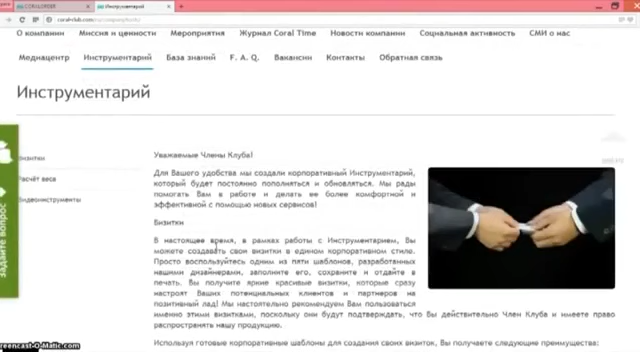 Инструментарий
coral-club.com
О компании Миссия и ценности Мероприятия Журнал Coral Time Новости компании Социальная активность СМИ о нас
Медиацентр Инструментарий База знаний F. A. Q. Вакансии Контакты Обратная связь
Инструментарий
Визитки
Расчёт веса
Видеоинструменты
задайте вопрос
Уважаемые Члены Клуба!
Для Вашего удобства мы создали корпоративный Инструментарий,
который будет постоянно пополняться и обновляться. Мы рады
помогать Вам в работе и делать ее более комфортной и
эффективной с помощью новых сервисов!
Визитки
В настоящее время, в рамках работы с Инструментарием, Вы
можете создавать свои визитки в едином корпоративном стиле.
Просто воспользуйтесь одним из пяти шаблонов, разработанных
нашими дизайнерами, заполните его, сохраните и отдайте в
печать. Вы получите яркие красивые визитки, которые сразу
настроят Ваших потенциальных клиентов и партнеров на
позитивный лад! Мы настоятельно рекомендуем Вам пользоваться
именно этими визитками, поскольку они будут подтверждать, что Вы действительно Член Клуба и имеете право
распространять нашу продукцию.
Используя готовые корпоративные шаблоны для создания своих визиток, Вы получаете следующие преимущества:
reencast-O-Matic.com